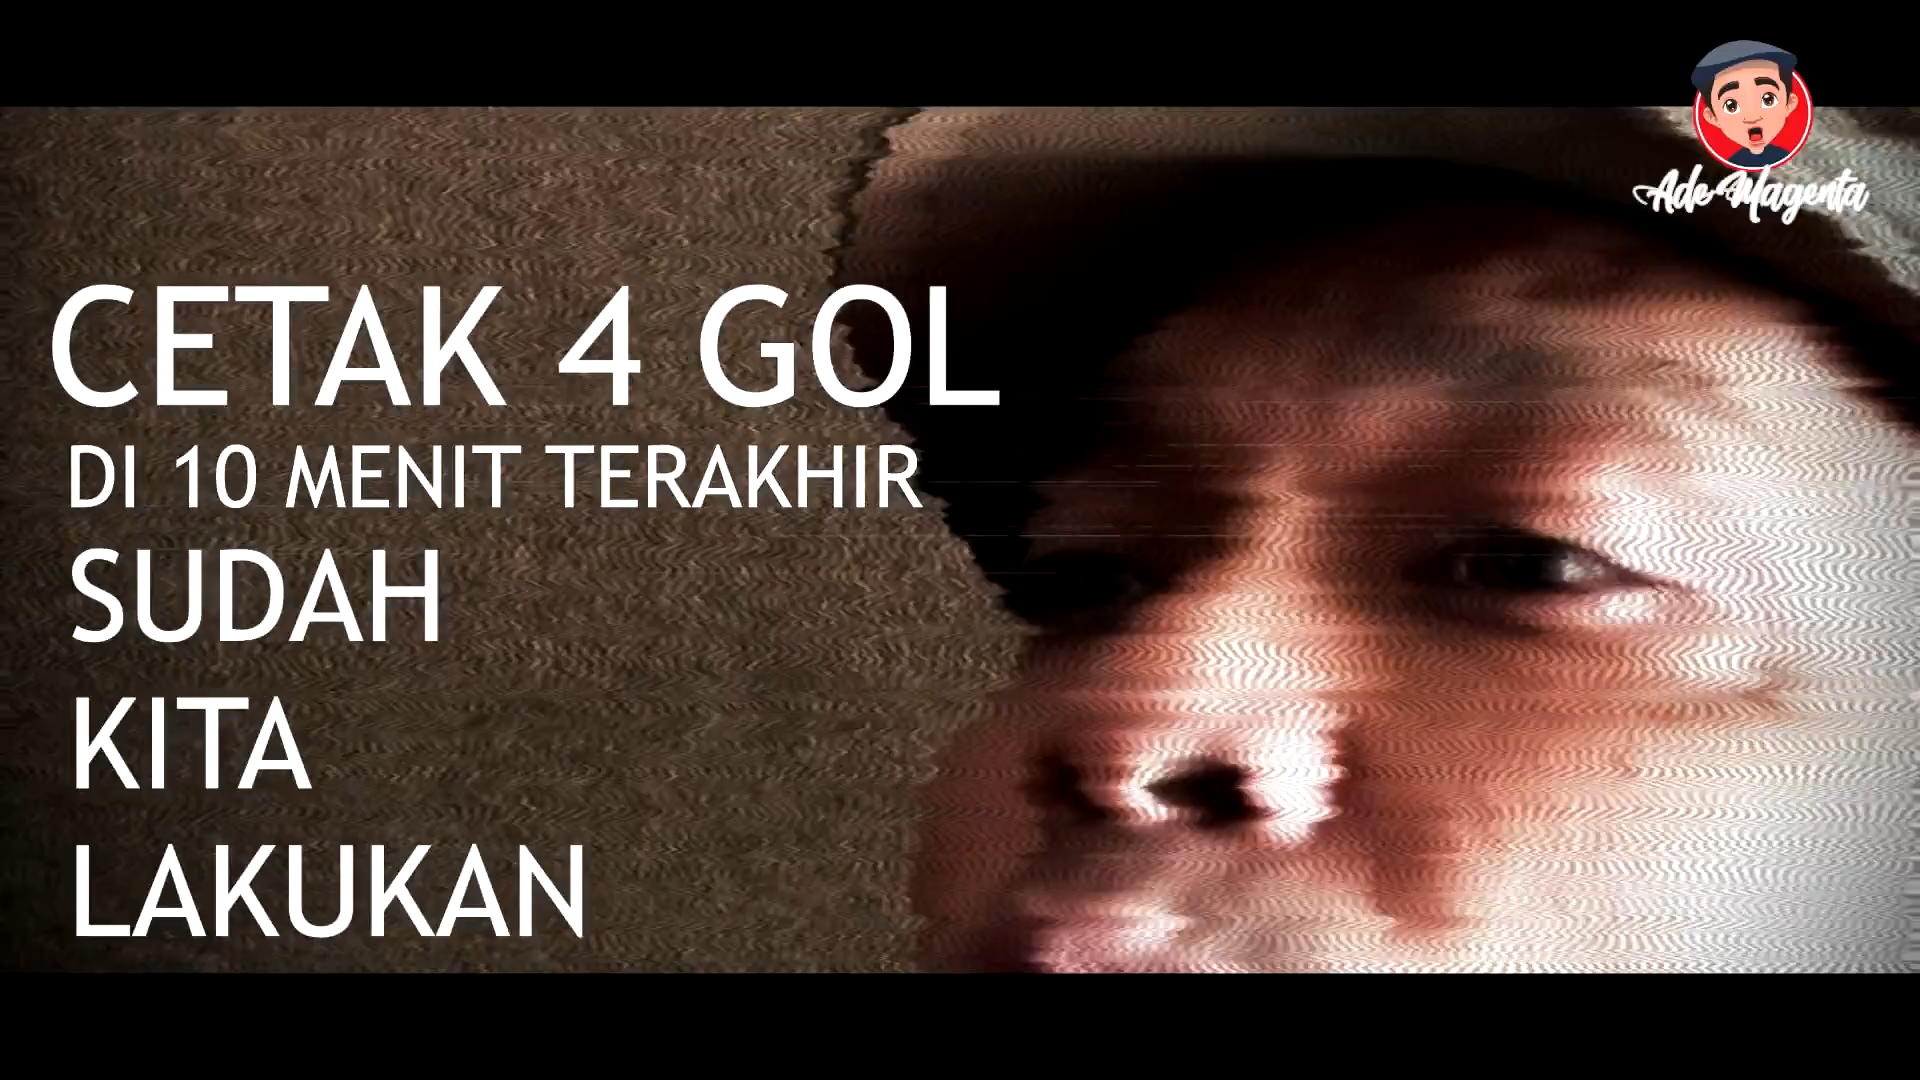 Ade Magenta
CETAK 4 GOL
DI 10 MENIT TERAKHIR
SUDAH
KITA
LAKUKAN